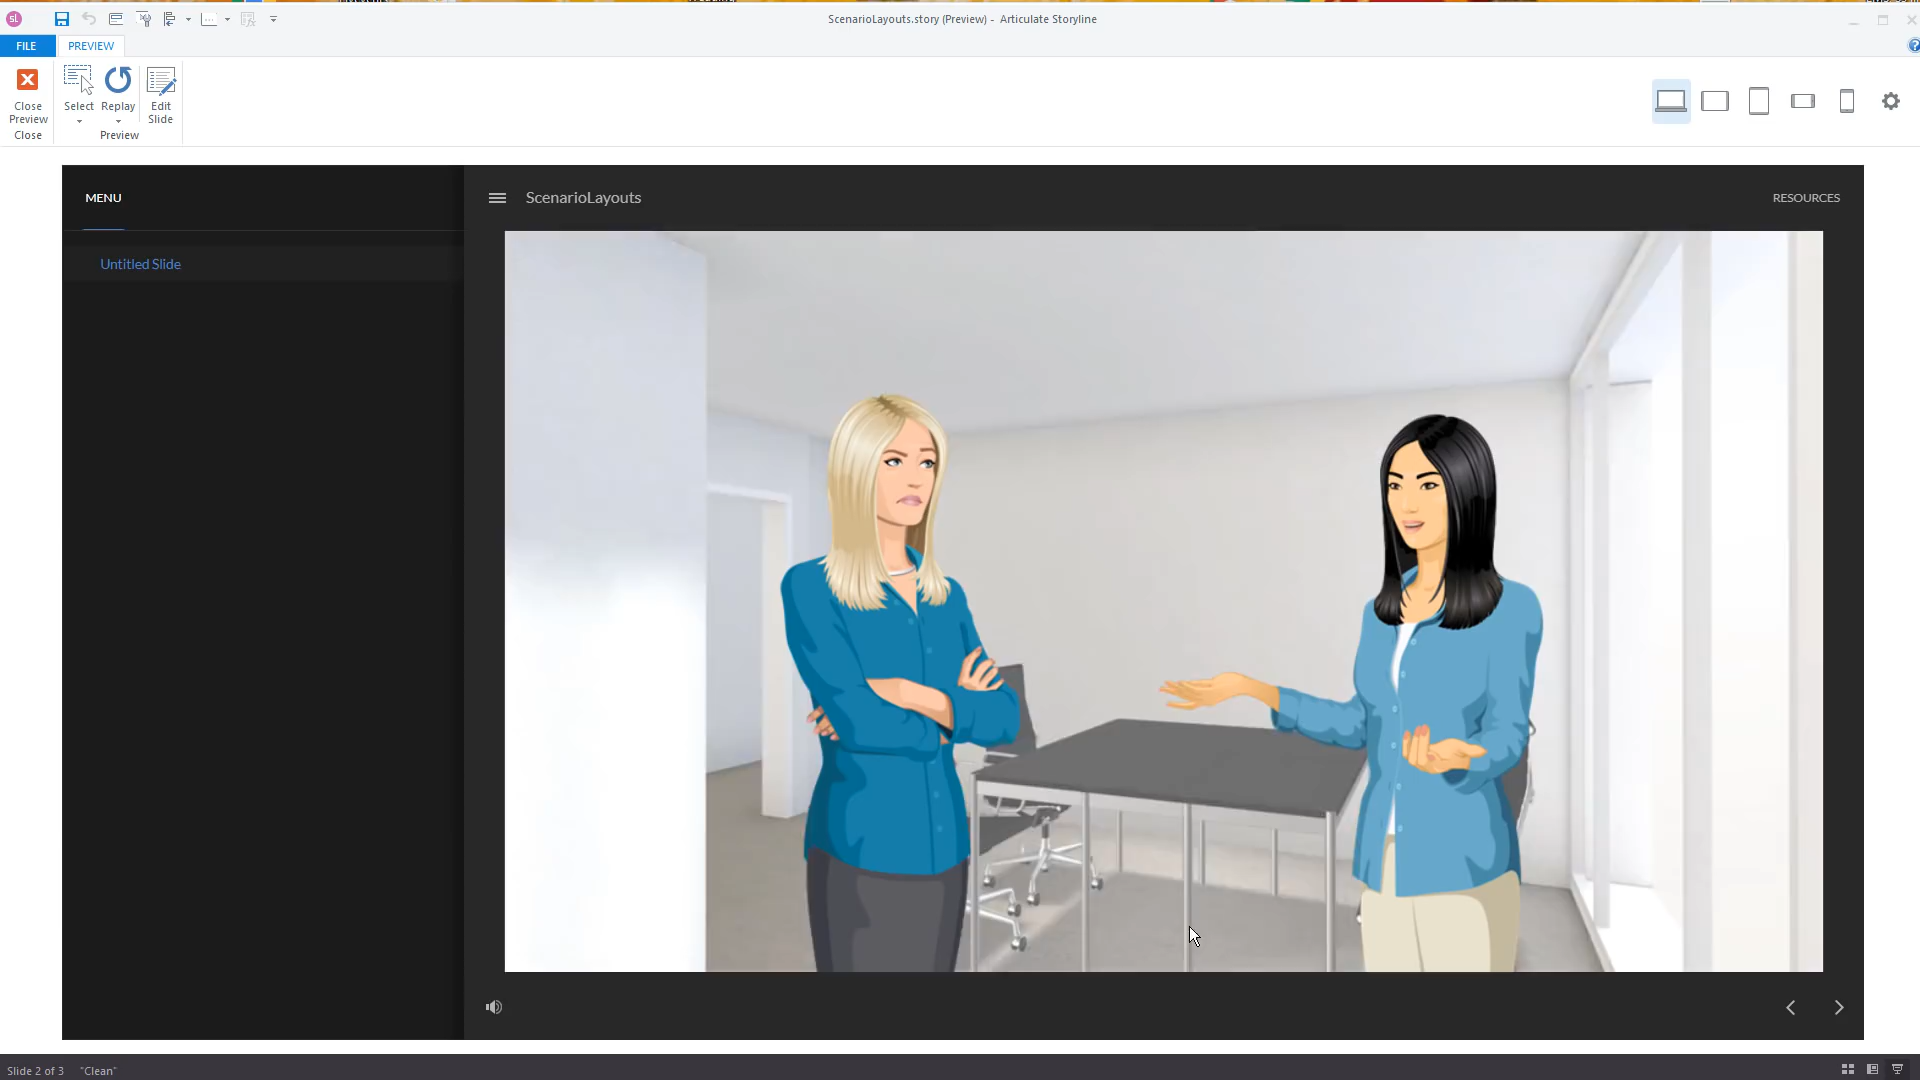 ScenarioLayouts.story (Preview) - Articulate Storyline
FILE
PREVIEW
Close Preview
Select
Replay
Edit Slide
Close
Preview
MENU
ScenarioLayouts
RESOURCES
Untitled Slide
Slide 2 of 3
"Clean"